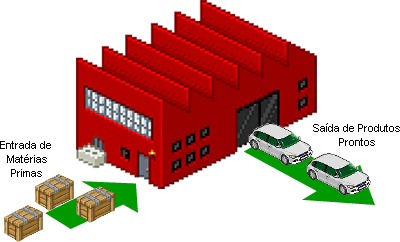 Entrada de
Matérias
Primas
Saída de Produtos
Prontos